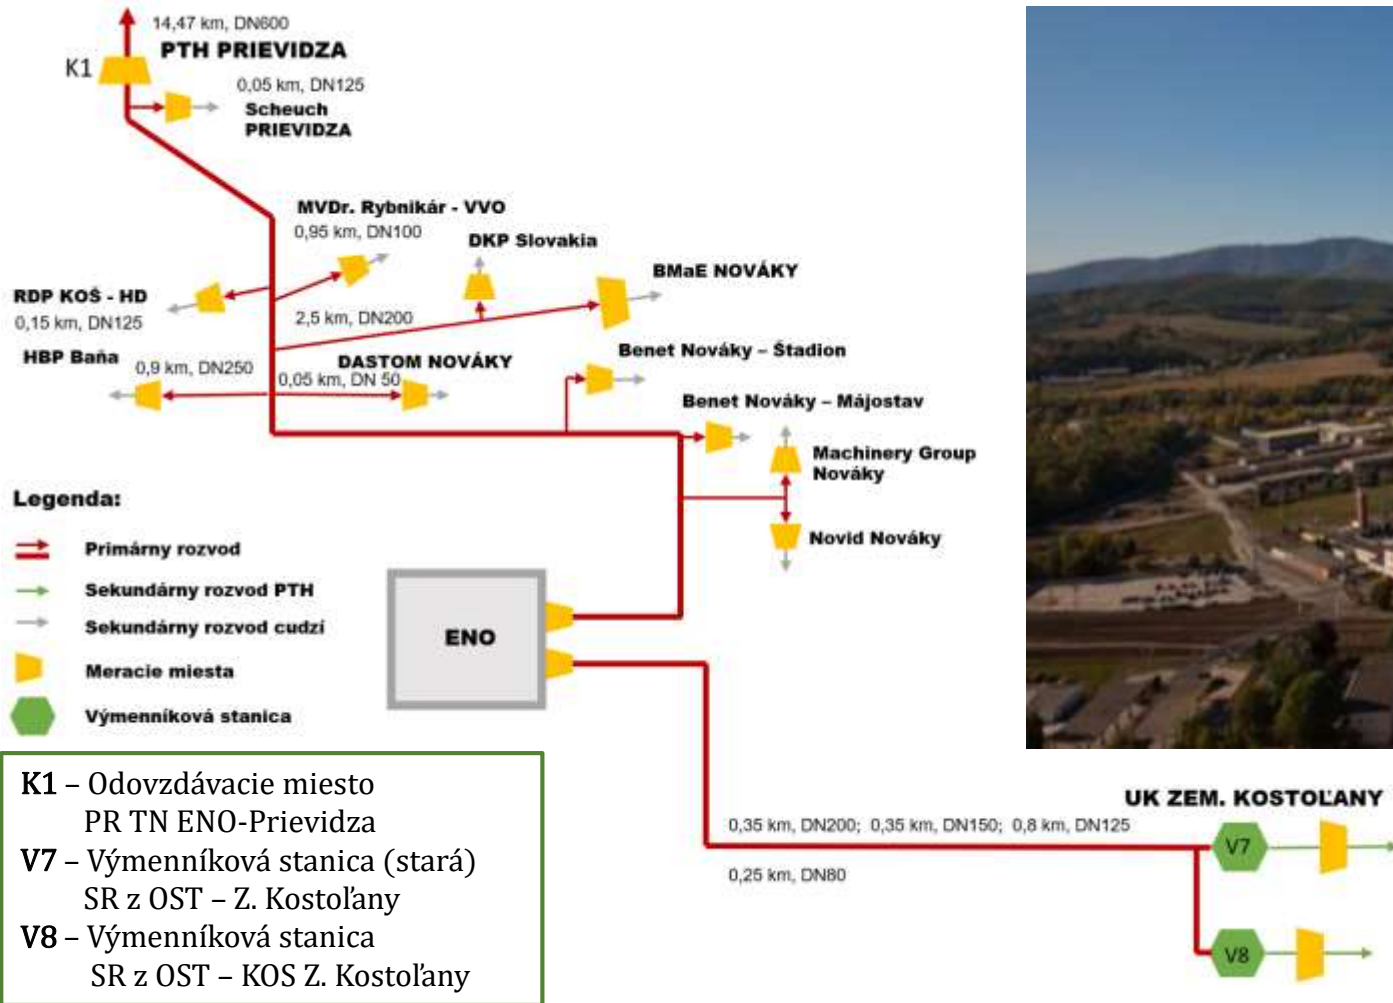 14,47 km, DN600
PTH PRIEVIDZA
K1
0,05 km, DN125
Scheuch
PRIEVIDZA
MVDr. Rybnikár - VVO
0,95 km, DN100
DKP Slovakia
BMaE NOVÁKY
RDP KOŠ - HD
0,15 km, DN125
2,5 km, DN200
HBP Baňa
0,9 km, DN250
DASTOM NOVÁKY
0,05 km, DN 50
Benet Nováky – Štadion
Benet Nováky – Májostav
Machinery Group
Nováky
Novid Nováky
Legenda:
Primárny rozvod
Sekundárny rozvod PTH
Sekundárny rozvod cudzí
Meracie miesta
Výmenníková stanica
ENO
K1 – Odovzdávacie miesto
PR TN ENO-Prievidza
V7 – Výmenníková stanica (stará)
SR z OST – Z. Kostoľany
V8 – Výmenníková stanica
SR z OST – KOS Z. Kostoľany
UK ZEM. KOSTOĽANY
0,35 km, DN200; 0,35 km, DN150; 0,8 km, DN125
0,25 km, DN80
V7
V8